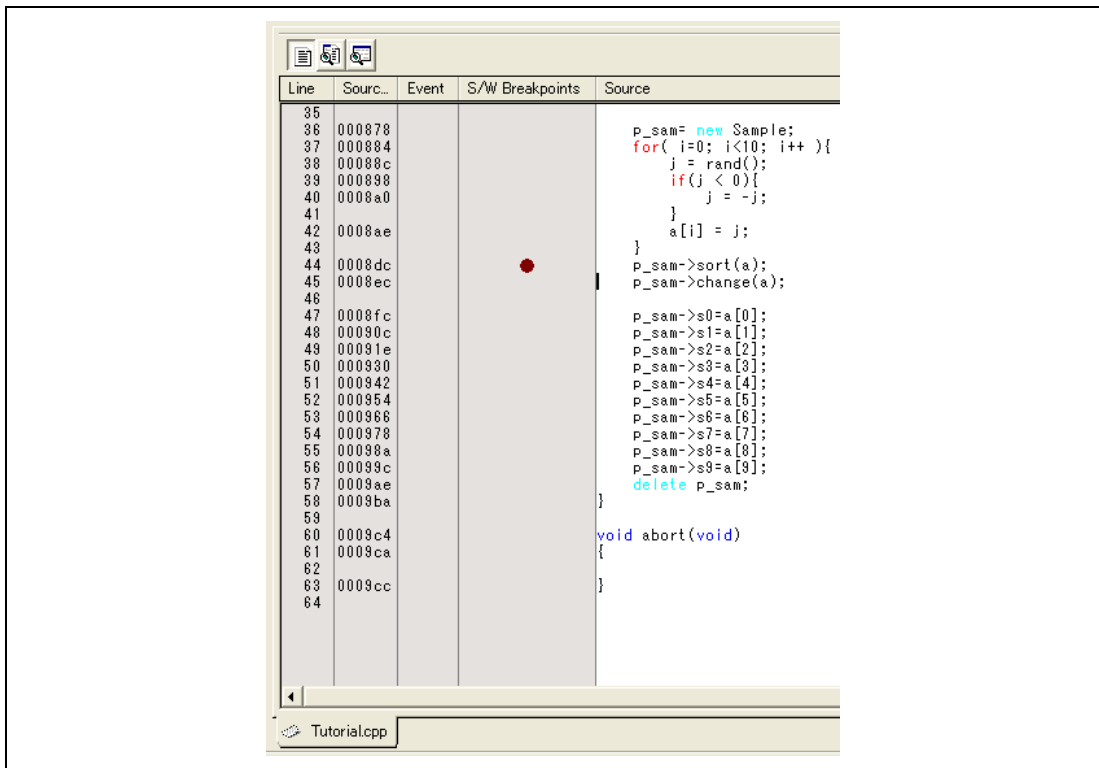 Line Sourc... Event S/W Breakpoints Source
35
36 000878 p_sam= new Sample;
37 000884 for( i=0; i<10; i++ ){
38 00088c j = rand();
39 000898 if(j < 0){
40 0008a0 j = -j;
41 }
42 0008ae a[i] = j;
43 }
44 0008dc p_sam->sort(a);
45 0008ec p_sam->change(a);
46
47 0008fc p_sam->s0=a[0];
48 00090c p_sam->s1=a[1];
49 00091e p_sam->s2=a[2];
50 000930 p_sam->s3=a[3];
51 000942 p_sam->s4=a[4];
52 000954 p_sam->s5=a[5];
53 000966 p_sam->s6=a[6];
54 000978 p_sam->s7=a[7];
55 00098a p_sam->s8=a[8];
56 00099c p_sam->s9=a[9];
57 0009ae delete p_sam;
58 0009ba }
59
60 0009c4 void abort(void)
61 0009ca {
62
63 0009cc }
64
Tutorial.cpp